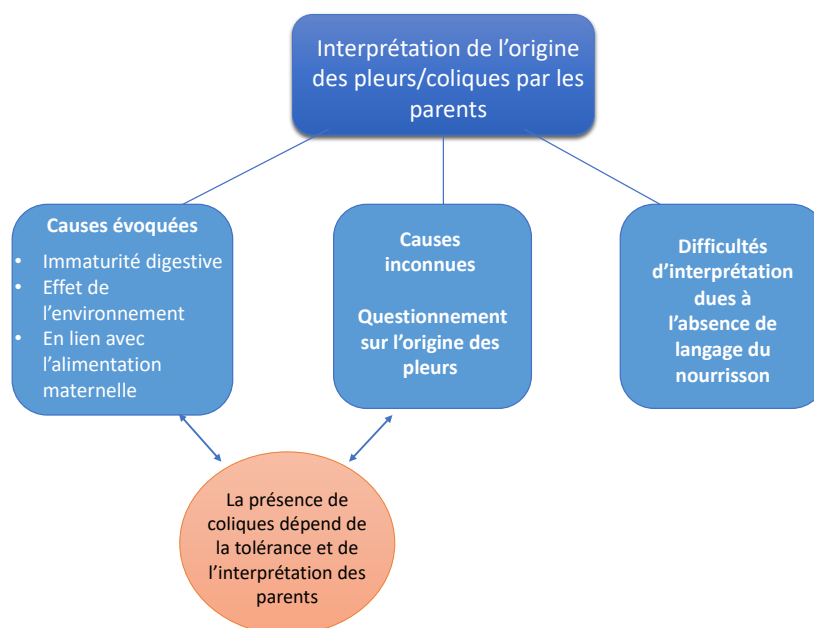 Interprétation de l’origine
des pleurs/coliques par les
parents
Causes évoquées
• Immaturité digestive
• Effet de
l’environnement
• En lien avec
l’alimentation
maternelle
Causes
inconnues
Questionnement
sur l’origine des
pleurs
Difficultés
d’interprétation
dues à
l’absence de
langage du
nourrisson
La présence de
coliques dépend de
la tolérance et de
l’interprétation des
parents